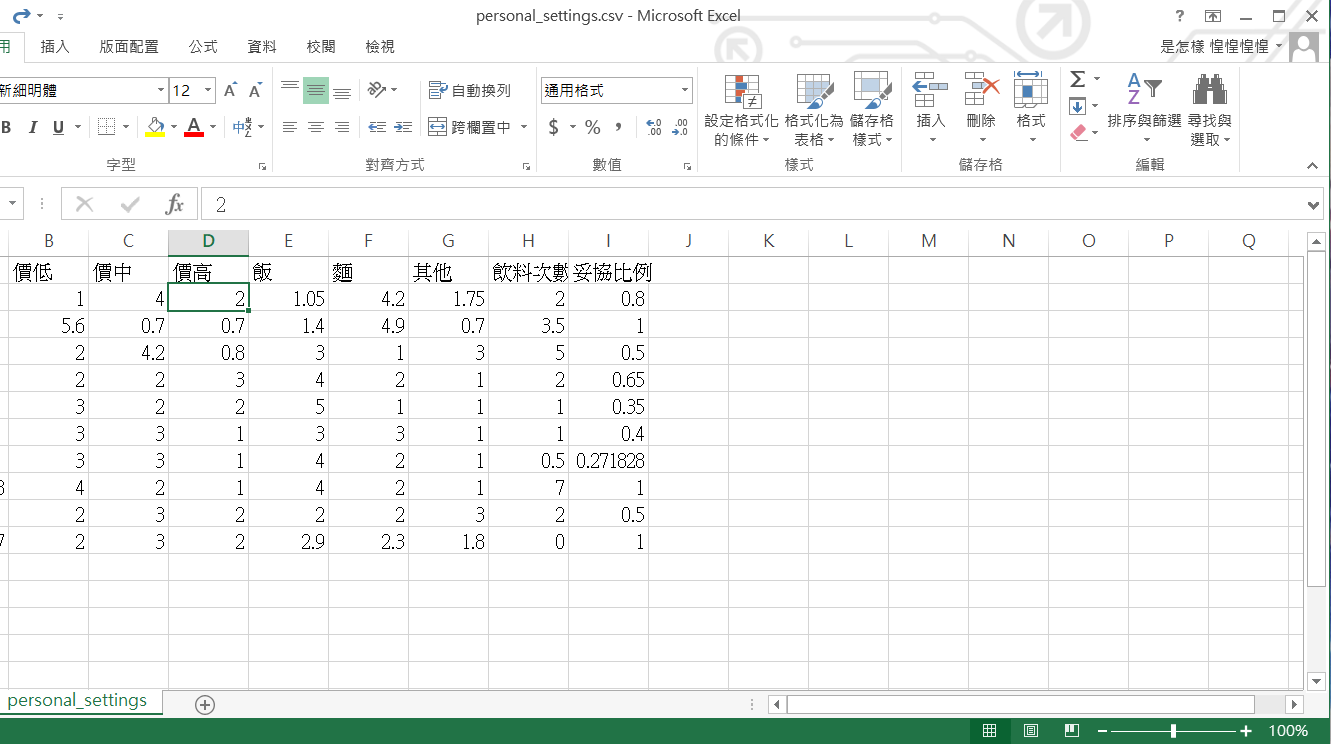 personal_settings.csv - Microsoft Excel
?
用 插入 版面配置 公式 資料 校閱 檢視
是怎樣 惶惶惶惶
新細明體 12 A A
自動換列
通用格式
B I U A 中
跨欄置中
$ % ,
.00 .00
設定格式化的條件
格式化為表格
儲存格樣式
插入 刪除 格式
Σ
A Z
排序與篩選
尋找與選取
字型 對齊方式 數值 樣式 儲存格 編輯
fx 2
B C D E F G H I J K L M N O P Q
價低 價中 價高 飯 麵 其他 飲料次數 妥協比例
1 4 2 1.05 4.2 1.75 2 0.8
5.6 0.7 0.7 1.4 4.9 0.7 3.5 1
2 4.2 0.8 3 1 3 5 0.5
2 2 3 4 2 1 2 0.65
3 2 2 5 1 1 1 0.35
3 3 1 3 3 1 1 0.4
3 3 1 4 2 1 0.5 0.271828
4 2 1 4 2 1 7 1
2 3 2 2 2 3 2 0.5
7 2 3 2 2.9 2.3 1.8 0 1
personal_settings
100%